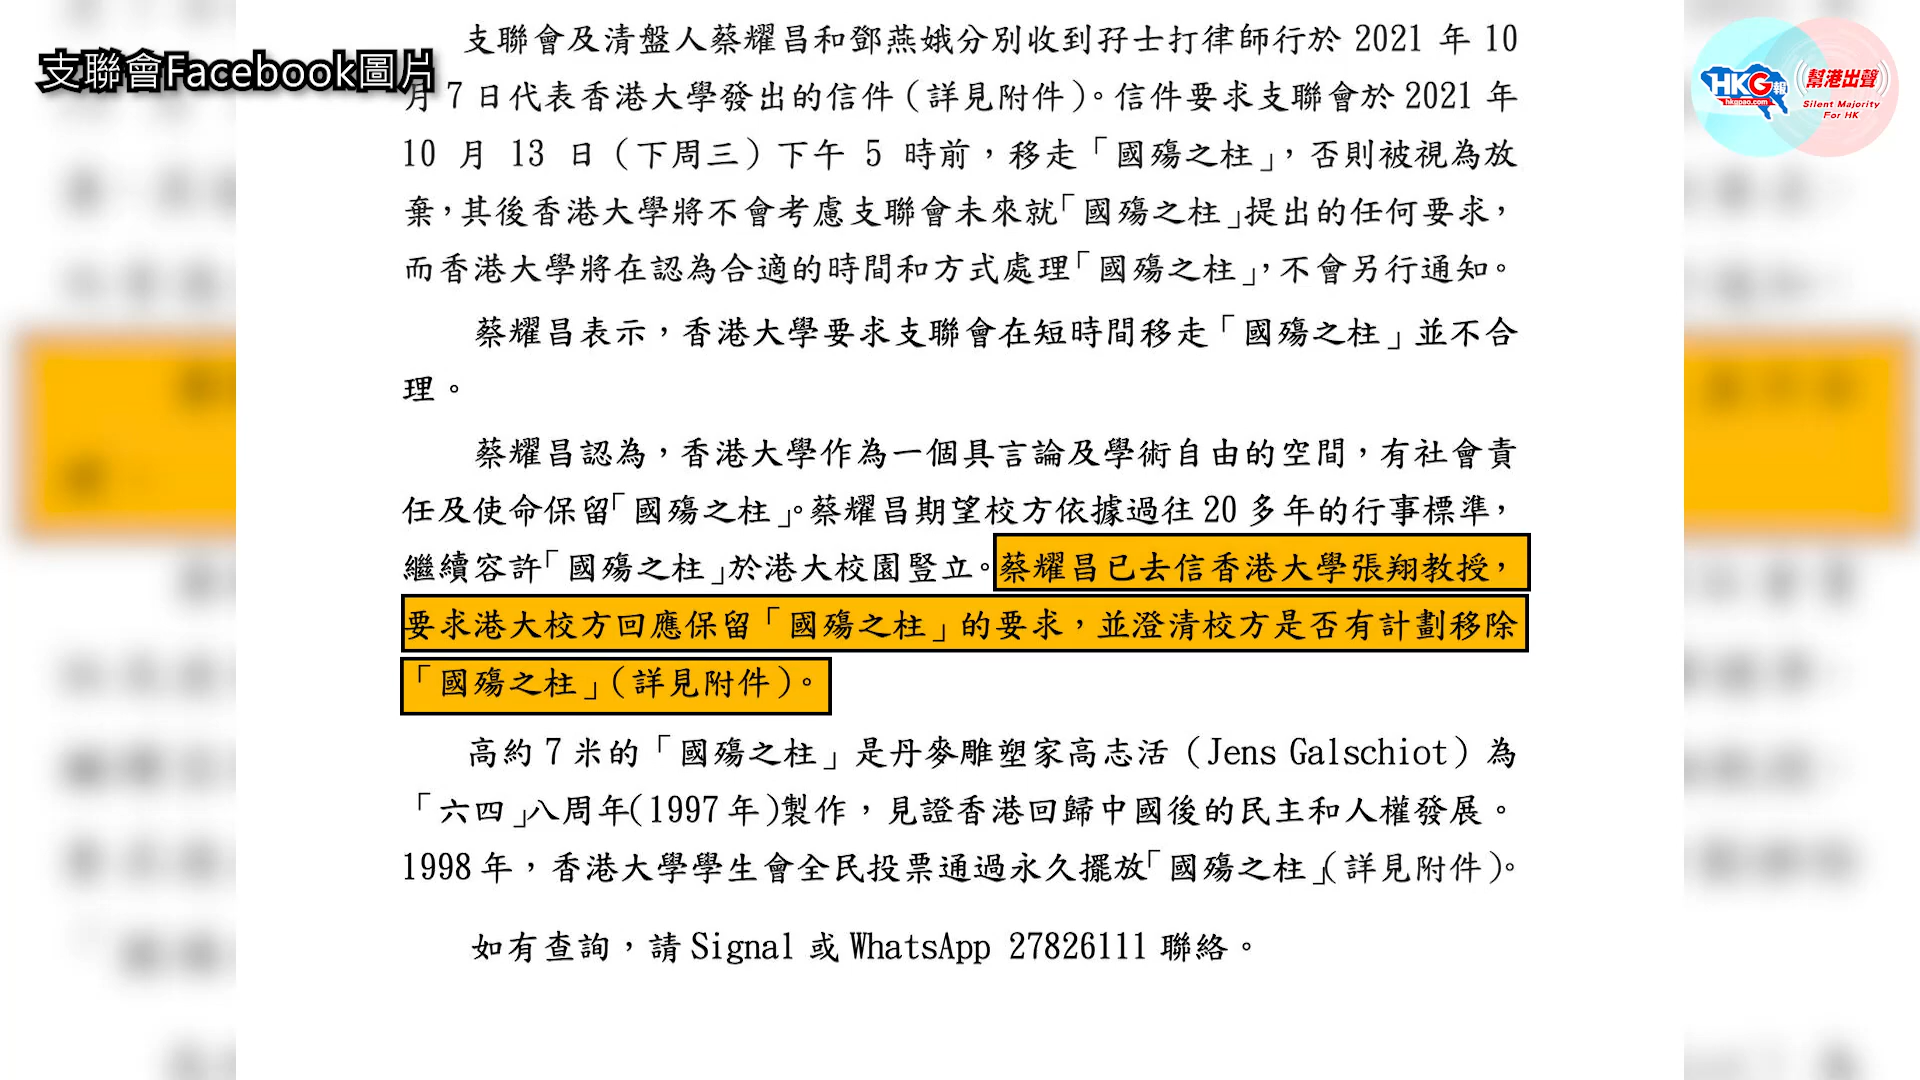 支聯會Facebook圖片
HKG報
hkgpao.com
幫港出聲
Silent Majority
For HK
支聯會及清盤人蔡耀昌和鄧燕娥分別收到孖士打律師行於 2021 年 10
月 7 日代表香港大學發出的信件（詳見附件）。信件要求支聯會於 2021 年
10 月 13 日（下周三）下午 5 時前，移走「國殤之柱」，否則被視為放
棄，其後香港大學將不會考慮支聯會未來就「國殤之柱」提出的任何要求，
而香港大學將在認為合適的時間和方式處理「國殤之柱」，不會另行通知。
蔡耀昌表示，香港大學要求支聯會在短時間移走「國殤之柱」並不合
理。
蔡耀昌認為，香港大學作為一個具言論及學術自由的空間，有社會責
任及使命保留「國殤之柱」。蔡耀昌期望校方依據過往 20 多年的行事標準，
繼續容許「國殤之柱」於港大校園豎立。蔡耀昌已去信香港大學張翔教授，
要求港大校方回應保留「國殤之柱」的要求，並澄清校方是否有計劃移除
「國殤之柱」（詳見附件）。
高約 7 米的「國殤之柱」是丹麥雕塑家高志活（Jens Galschiot）為
「六四」八周年(1997 年)製作，見證香港回歸中國後的民主和人權發展。
1998 年，香港大學學生會全民投票通過永久擺放「國殤之柱」（詳見附件）。
如有查詢，請 Signal 或 WhatsApp 27826111 聯絡。